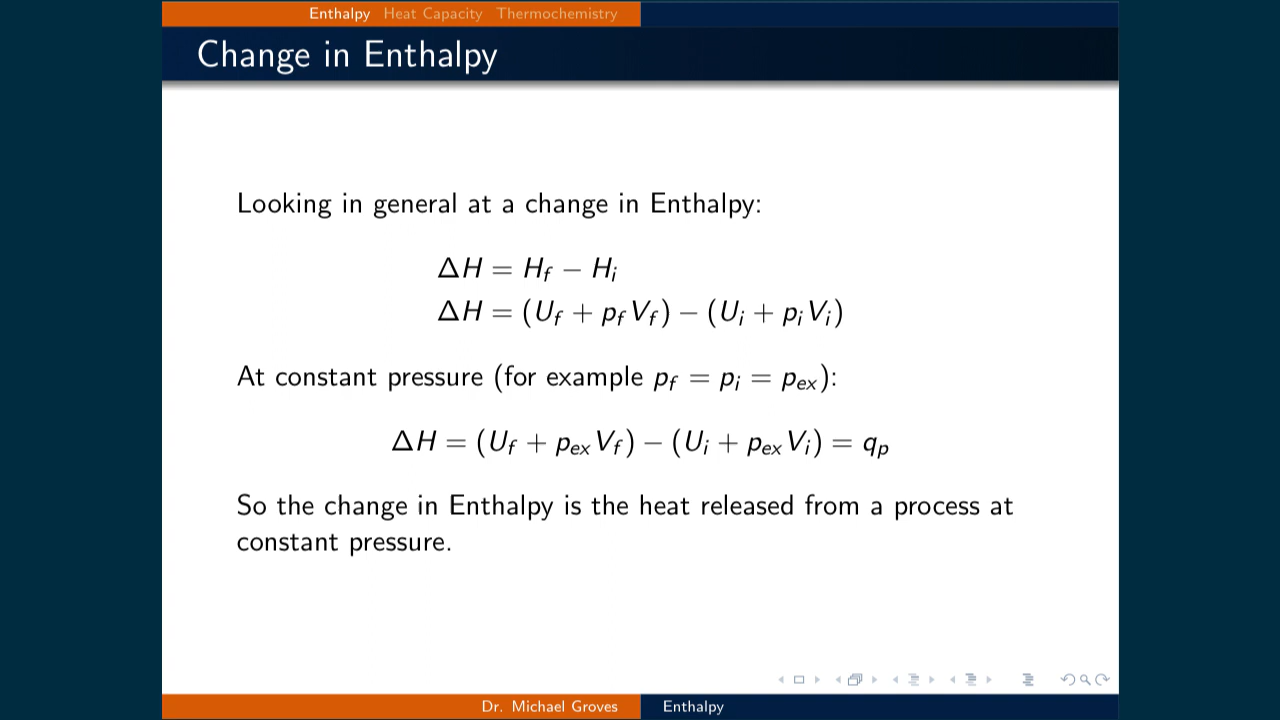 Enthalpy Heat Capacity Thermochemistry
Change in Enthalpy
Looking in general at a change in Enthalpy:
ΔH = H_f − H_i
ΔH = (U_f + p_f V_f) − (U_i + p_i V_i)
At constant pressure (for example p_f = p_i = p_ex):
ΔH = (U_f + p_ex V_f) − (U_i + p_ex V_i) = q_p
So the change in Enthalpy is the heat released from a process at
constant pressure.
Dr. Michael Groves Enthalpy